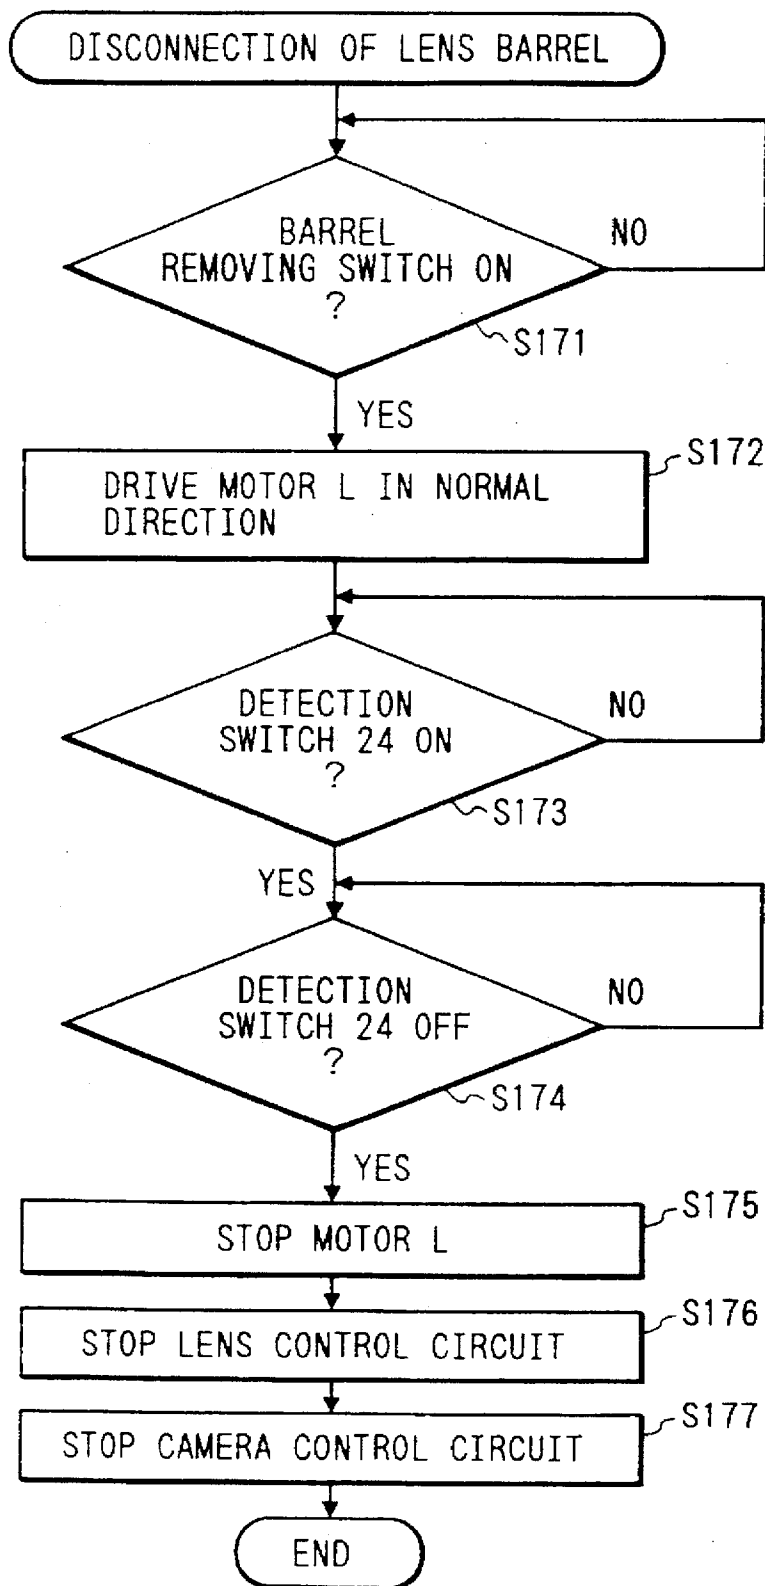 DISCONNECTION OF LENS BARREL
BARREL
REMOVING SWITCH ON
?
NO
S171
YES
S172
DRIVE MOTOR L IN NORMAL
DIRECTION
DETECTION
SWITCH 24 ON
?
NO
S173
YES
DETECTION
SWITCH 24 OFF
?
NO
S174
YES
S175
STOP MOTOR L
S176
STOP LENS CONTROL CIRCUIT
S177
STOP CAMERA CONTROL CIRCUIT
END